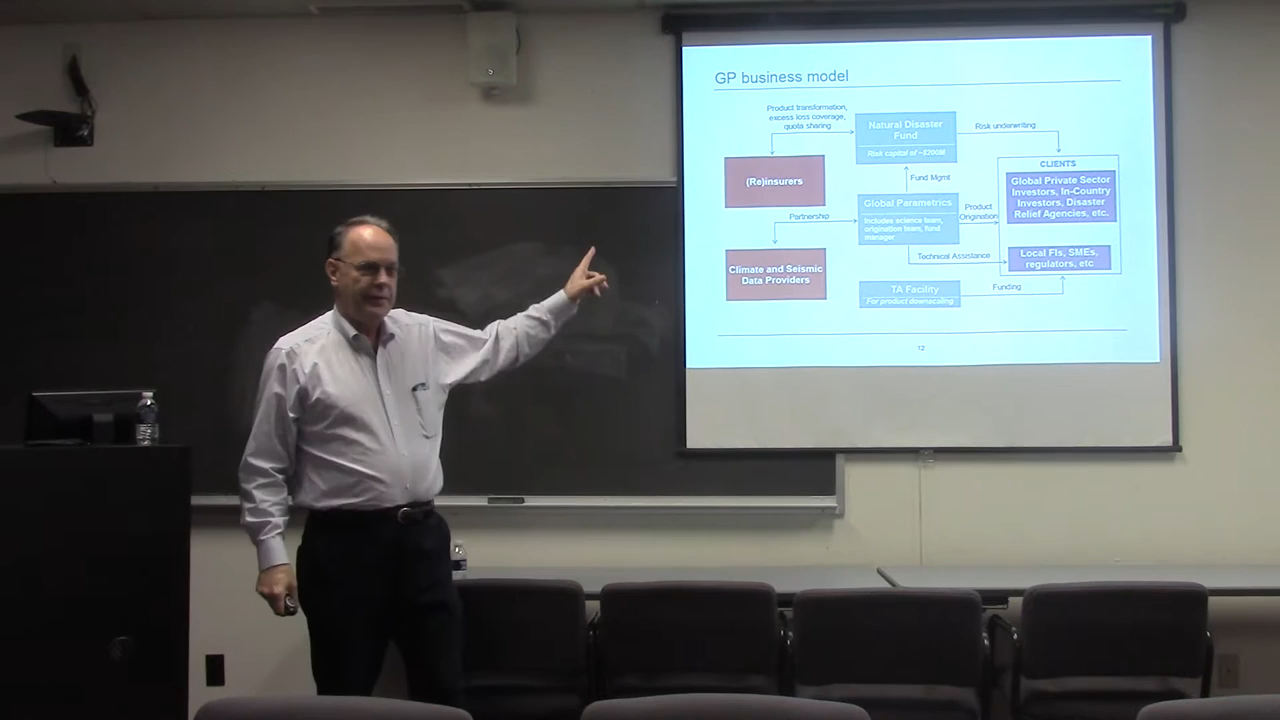 GP business model
Product transformation,
excess loss coverage,
quota sharing
Natural Disaster
Fund
Risk capital of ~$200M
Risk underwriting
(Re)insurers
Fund Mgmt
CLIENTS
Global Private Sector
Investors, In-Country
Investors, Disaster
Relief Agencies, etc.
Partnership
Global Parametrics
Includes science team,
origination team, fund
manager
Product
Origination
Climate and Seismic
Data Providers
Technical Assistance
Local FIs, SMEs,
regulators, etc
TA Facility
For product downscaling
Funding
12